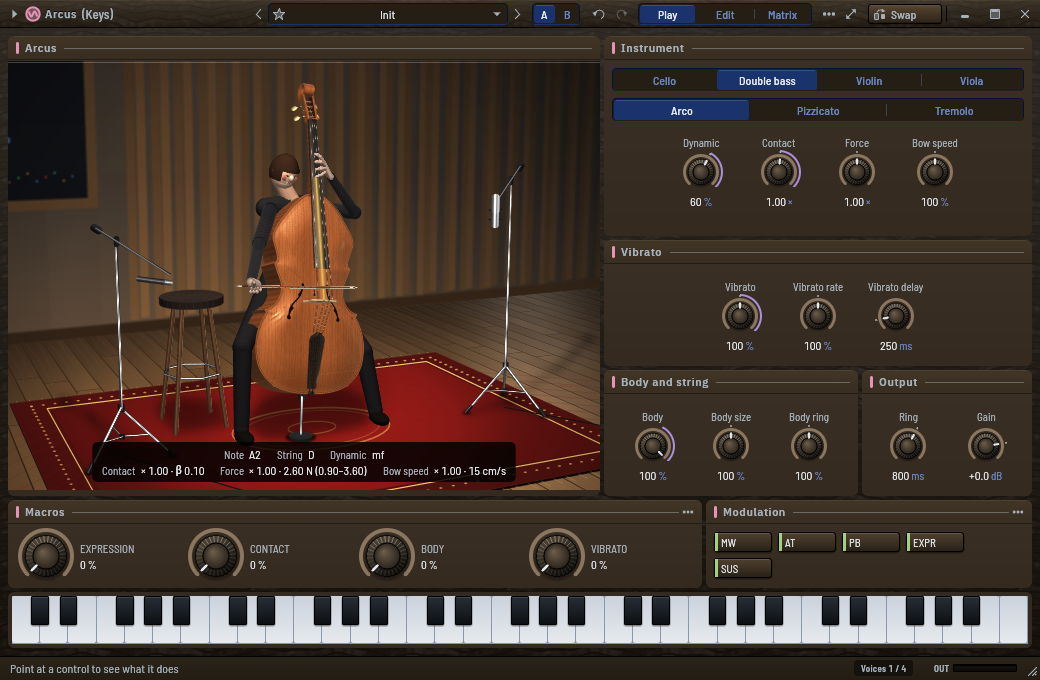 Arcus (Keys)
Init
A B
Play Edit Matrix
Swap
Arcus
Instrument
Cello Double bass Violin Viola
Arco Pizzicato Tremolo
Dynamic Contact Force Bow speed
60 % 1.00 × 1.00 × 100 %
Vibrato
Vibrato Vibrato rate Vibrato delay
100 % 100 % 250 ms
Body and string
Body Body size Body ring
100 % 100 % 100 %
Output
Ring Gain
800 ms +0.0 dB
Note A2 String D Dynamic mf
Contact × 1.00 · β 0.10 Force × 1.00 · 2.60 N (0.90–3.60) Bow speed × 1.00 · 15 cm/s
Macros
EXPRESSION
0 %
CONTACT
0 %
BODY
0 %
VIBRATO
0 %
Modulation
MW AT PB EXPR
SUS
Point at a control to see what it does
Voices 1 / 4
OUT